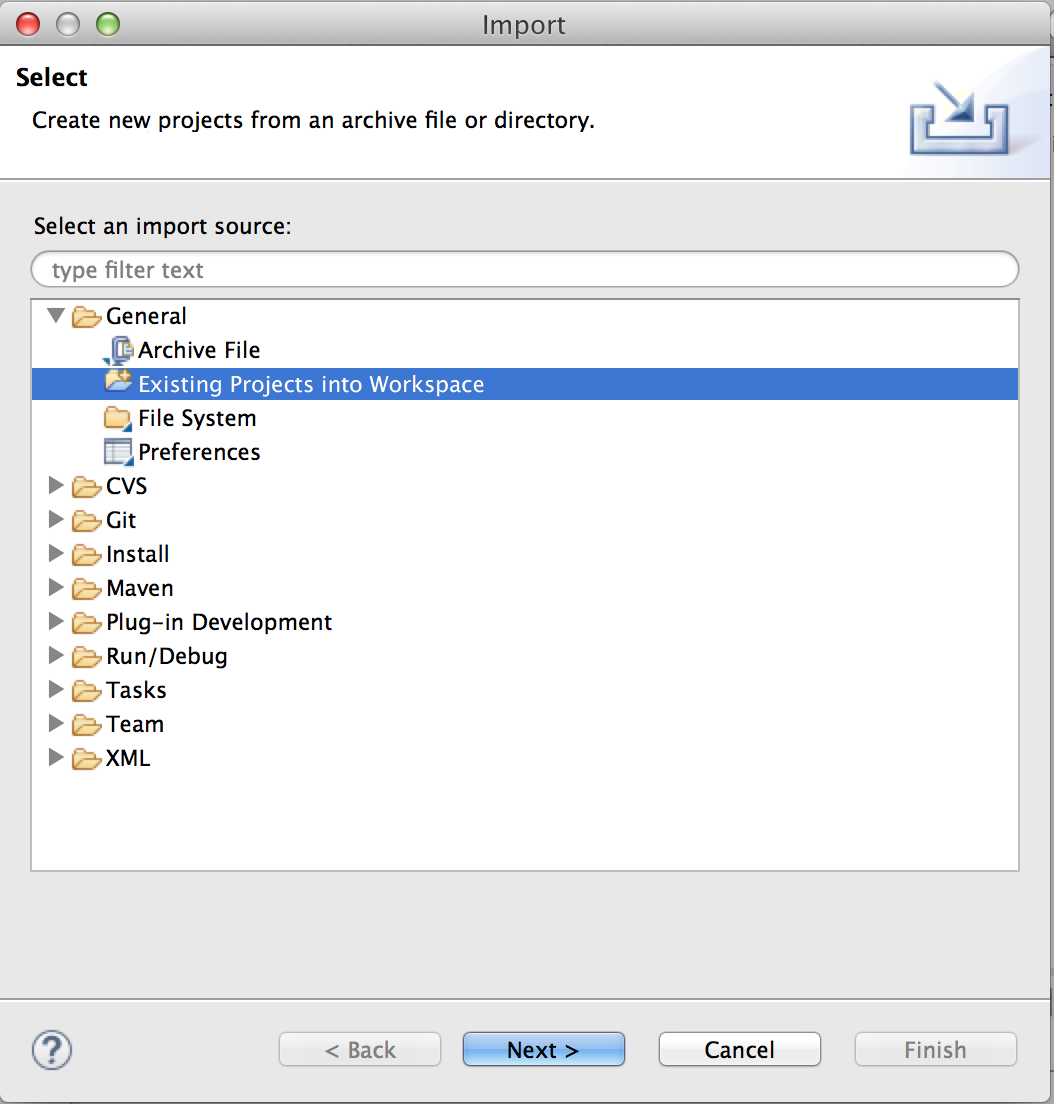 Import
Select
Create new projects from an archive file or directory.
Select an import source:
type filter text
General
Archive File
Existing Projects into Workspace
File System
Preferences
CVS
Git
Install
Maven
Plug-in Development
Run/Debug
Tasks
Team
XML
?
< Back
Next >
Cancel
Finish